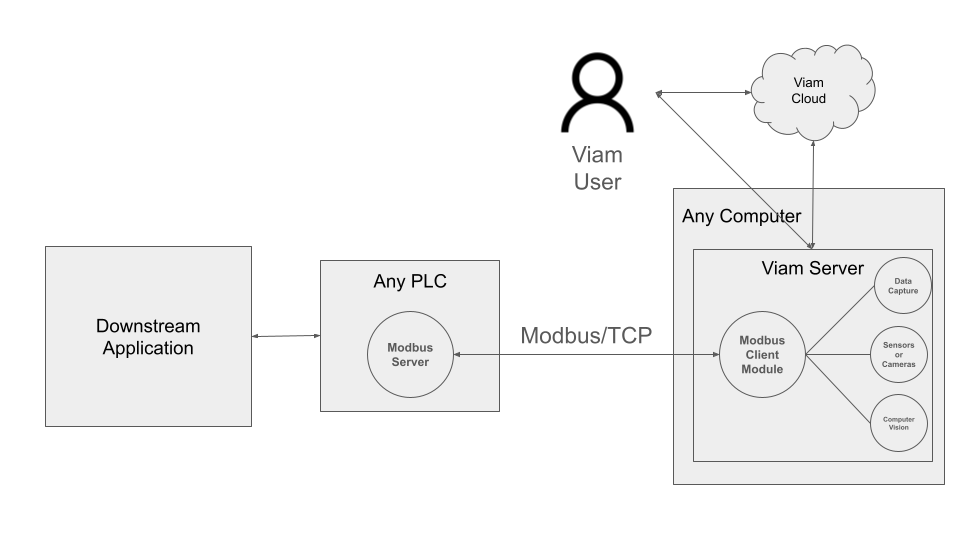 Viam
Cloud
Viam
User
Any Computer
Viam Server
Any PLC
Data
Capture
Downstream
Application
Modbus
Server
Modbus/TCP
Modbus
Client
Module
Sensors
or
Cameras
Computer
Vision